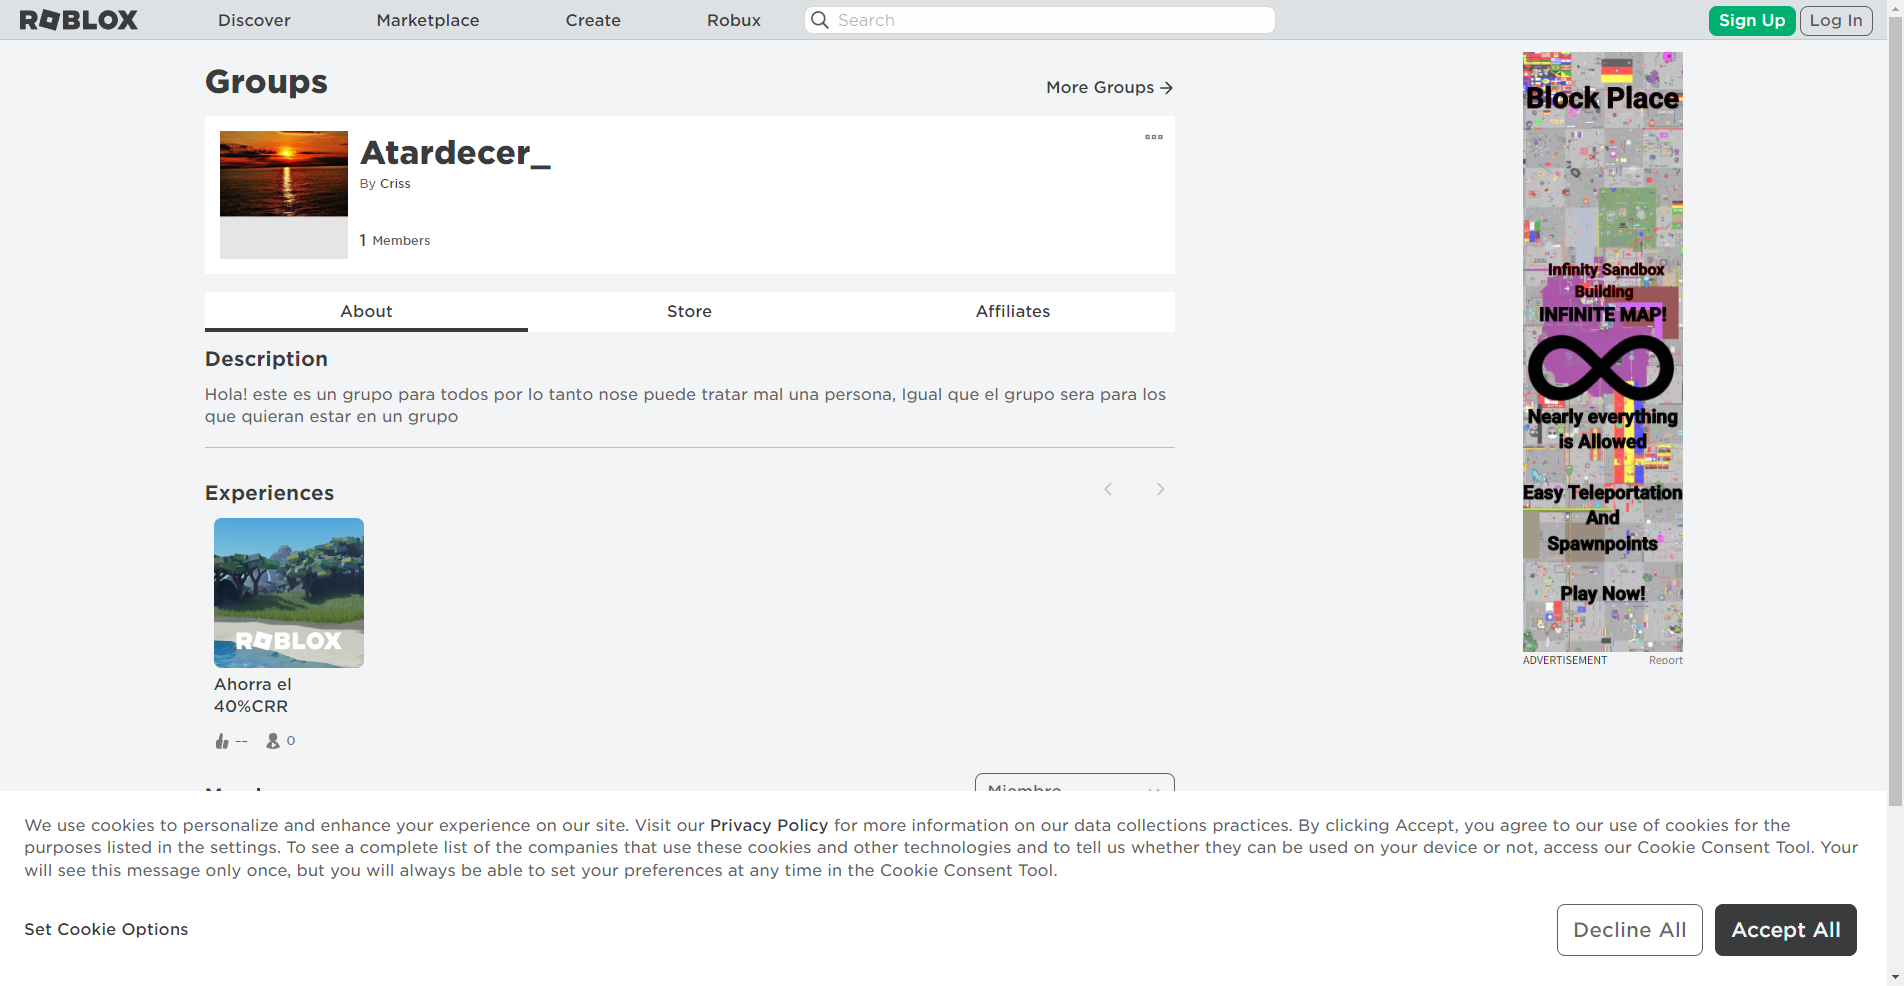 ROBLOX
Discover
Marketplace
Create
Robux
Search
Sign Up
Log In
Groups
More Groups
Atardecer_
By Criss
1 Members
About
Store
Affiliates
Description
Hola! este es un grupo para todos por lo tanto nose puede tratar mal una persona, Igual que el grupo sera para los
que quieran estar en un grupo
Experiences
ROBLOX
Ahorra el
40%CRR
--
0
Miembro
Block Place
Infinity Sandbox
Building
INFINITE MAP!
Nearly everything
is Allowed
Easy Teleportation
And
Spawnpoints
Play Now!
ADVERTISEMENT
Report
We use cookies to personalize and enhance your experience on our site. Visit our Privacy Policy for more information on our data collections practices. By clicking Accept, you agree to our use of cookies for the
purposes listed in the settings. To see a complete list of the companies that use these cookies and other technologies and to tell us whether they can be used on your device or not, access our Cookie Consent Tool. Your
will see this message only once, but you will always be able to set your preferences at any time in the Cookie Consent Tool.
Set Cookie Options
Decline All
Accept All